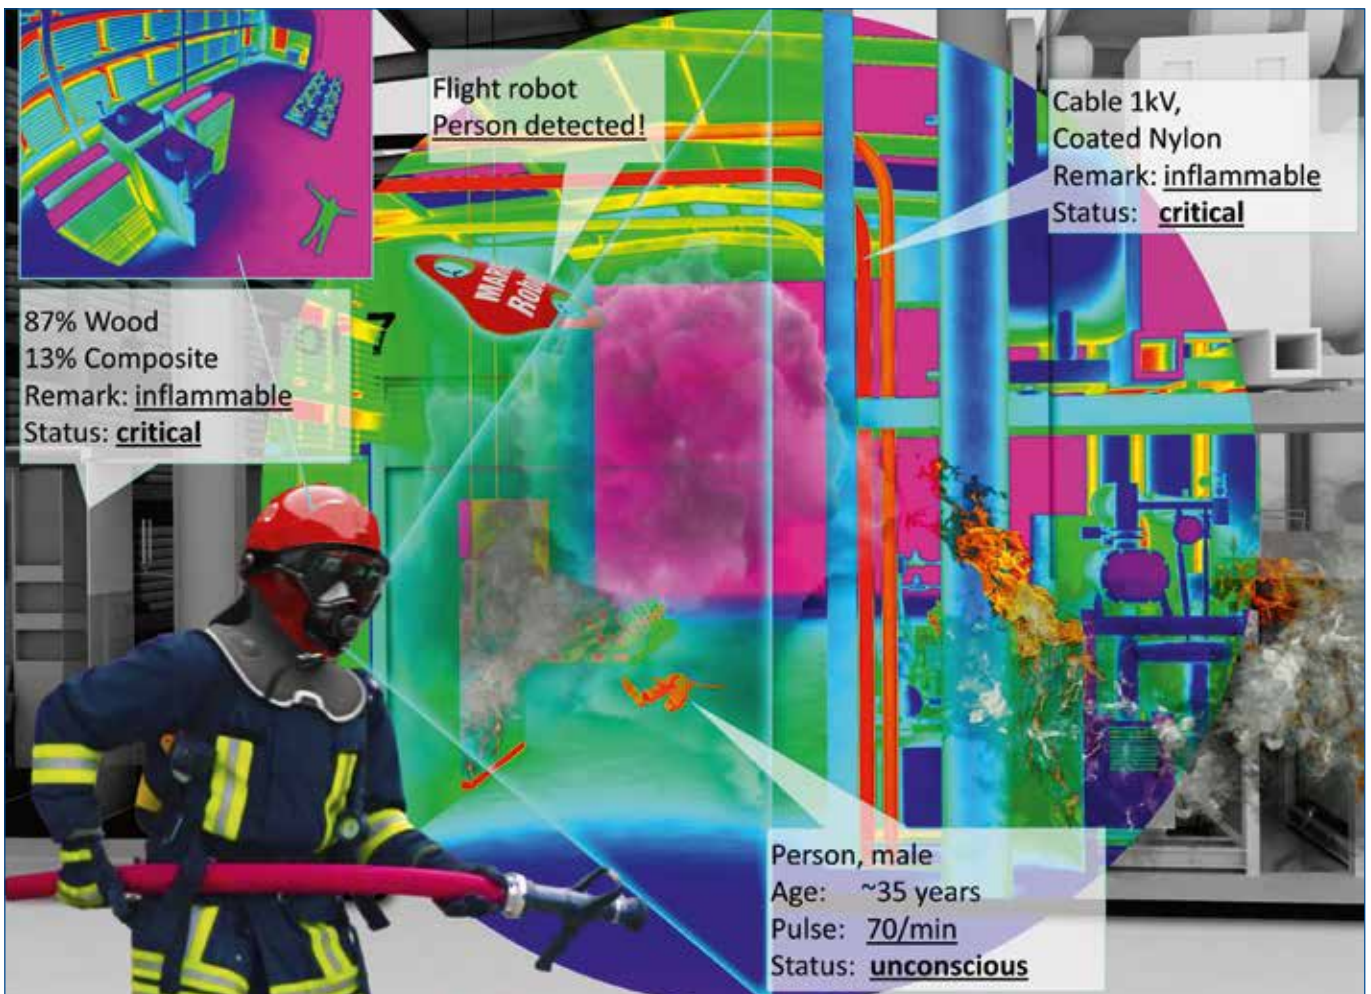 Flight robot
Person detected!
Cable 1kV,
Coated Nylon
Remark: inflammable
Status: critical
87% Wood
13% Composite
Remark: inflammable
Status: critical
7
Person, male
Age: ~35 years
Pulse: 70/min
Status: unconscious